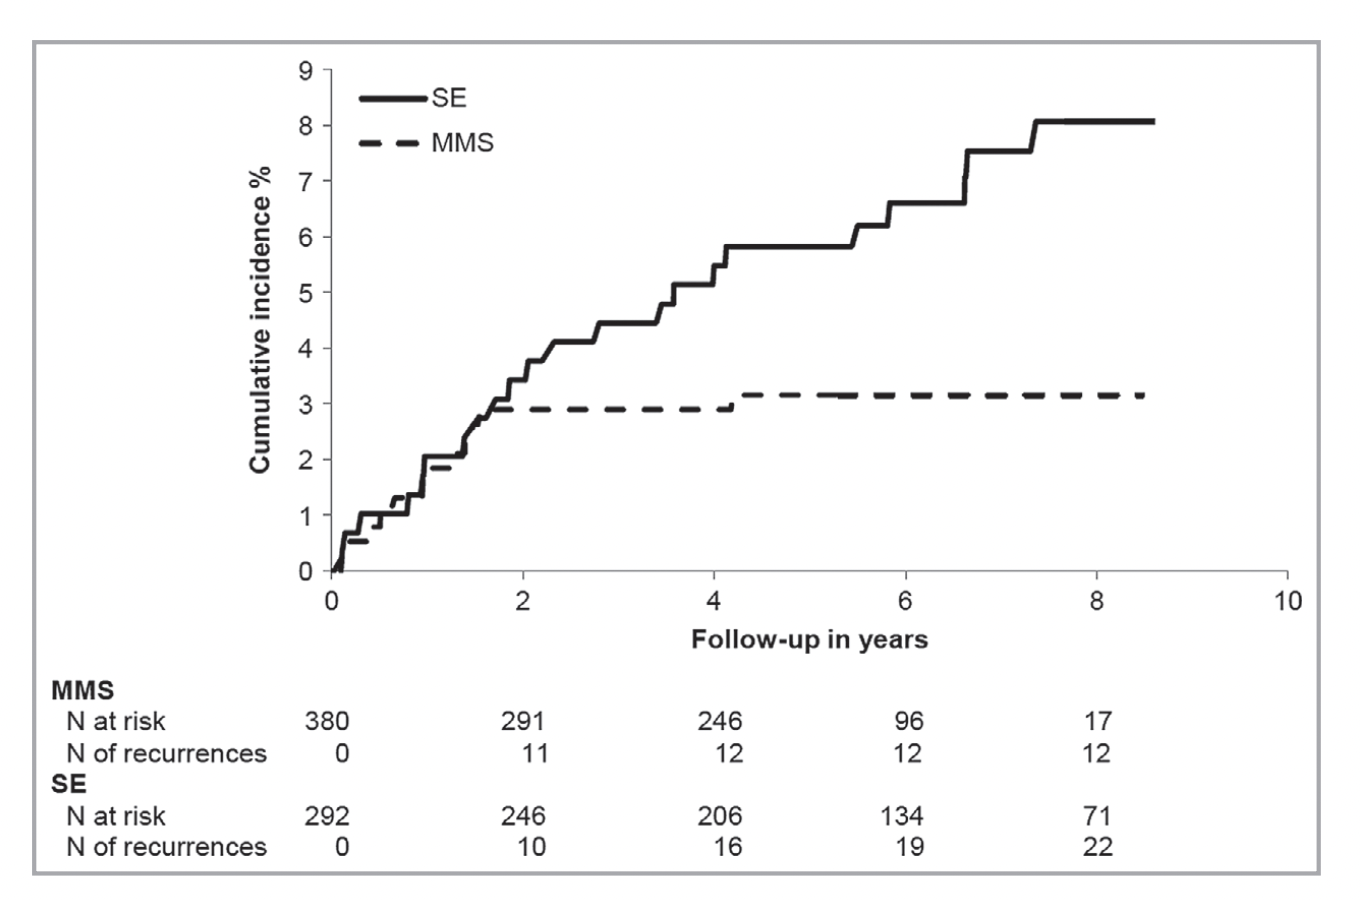 9
8
7
6
5
4
3
2
1
0
Cumulative incidence %
SE
MMS
0 2 4 6 8 10
Follow-up in years
MMS
N at risk 380 291 246 96 17
N of recurrences 0 11 12 12 12
SE
N at risk 292 246 206 134 71
N of recurrences 0 10 16 19 22